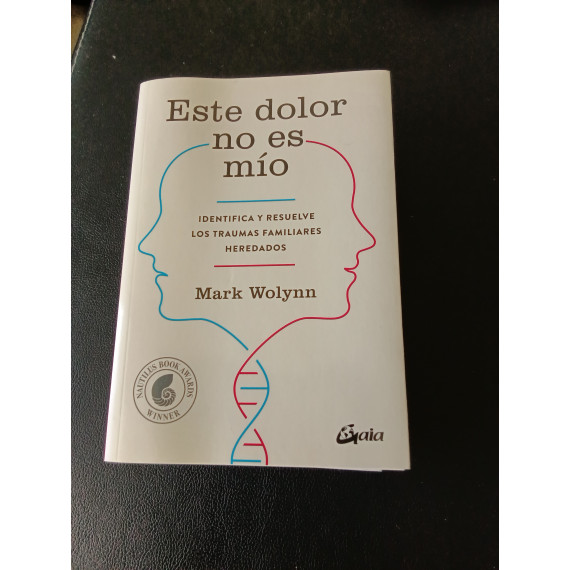 Este dolor
no es
mío
IDENTIFICA Y RESUELVE
LOS TRAUMAS FAMILIARES
HEREDADOS
Mark Wolynn
NAUTILUS BOOK AWARDS
WINNER
Gaia